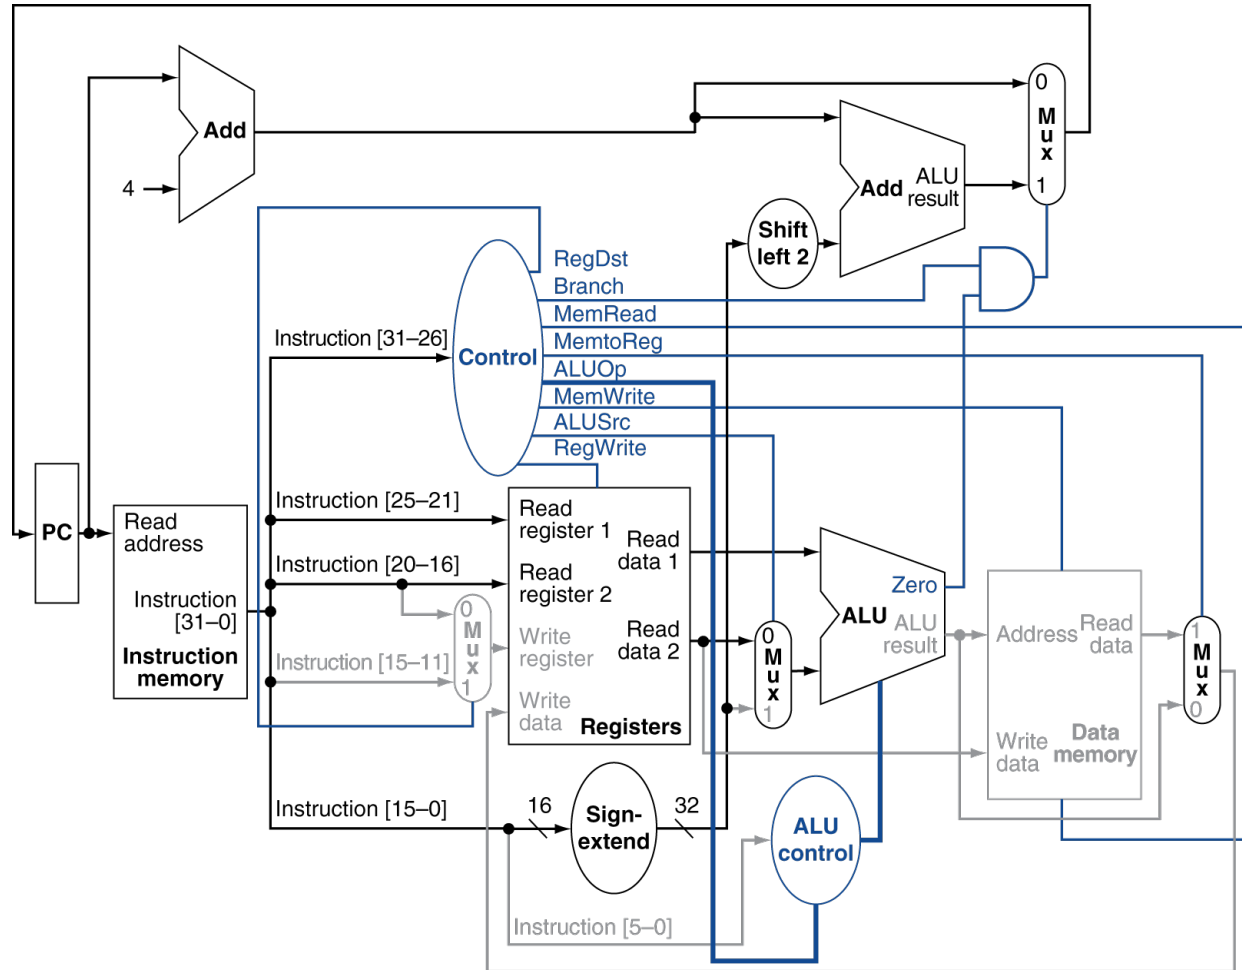 0
M
u
x
1
Add
4
Add
ALU
result
Shift
left 2
RegDst
Branch
MemRead
MemtoReg
ALUOp
MemWrite
ALUSrc
RegWrite
Control
Instruction [31–26]
PC
Read
address
Instruction
[31–0]
Instruction
memory
Instruction [25–21]
Instruction [20–16]
Instruction [15–11]
0
M
u
x
1
Read
register 1
Read
register 2
Write
register
Write
data
Read
data 1
Read
data 2
Registers
0
M
u
x
1
Zero
ALU
ALU
result
Address
Read
data
Write
data
Data
memory
1
M
u
x
0
Instruction [15–0]
16
Sign-
extend
32
ALU
control
Instruction [5–0]